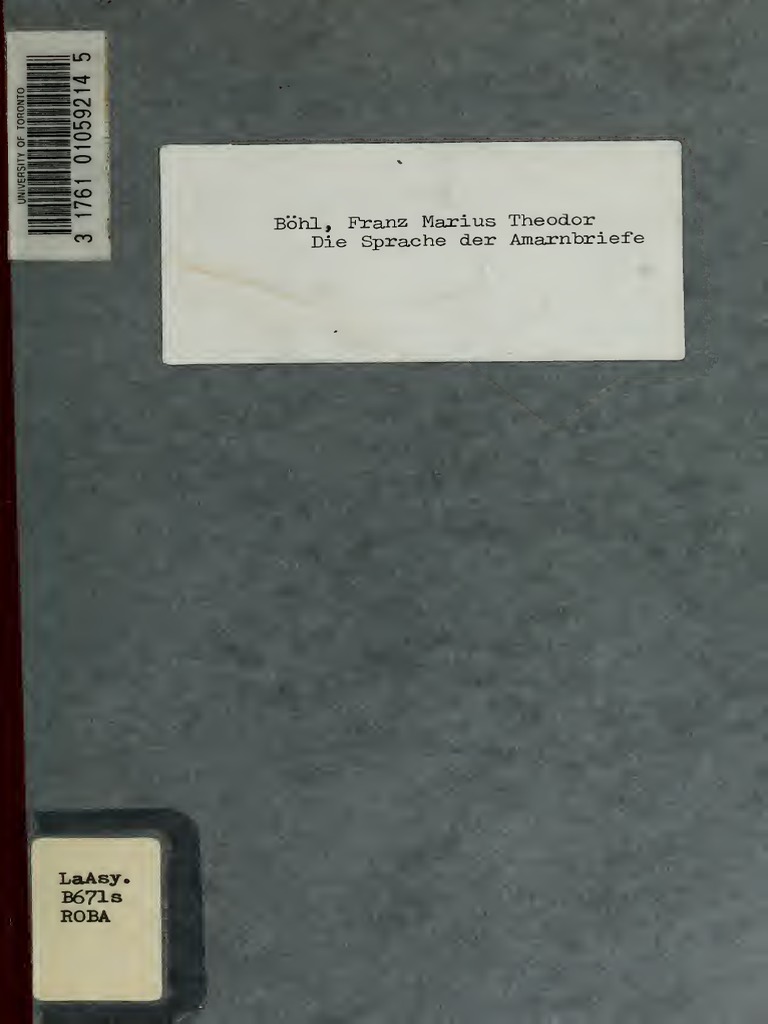 UNIVERSITY OF TORONTO
3 1761 01059214 5
Böhl, Franz Marius Theodor
Die Sprache der Amarnbriefe
LaAsy.
B671s
ROBA